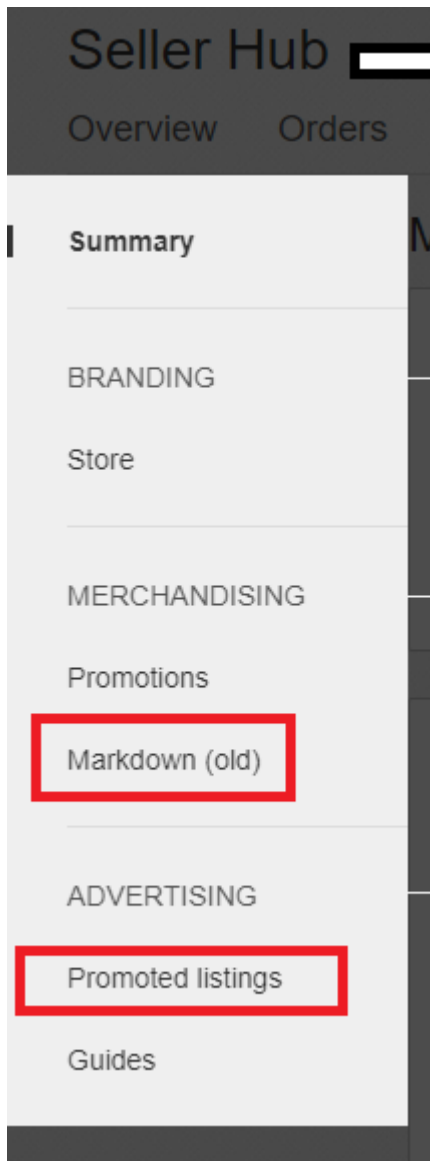 Seller Hub
Overview Orders
Summary
BRANDING
Store
MERCHANDISING
Promotions
Markdown (old)
ADVERTISING
Promoted listings
Guides